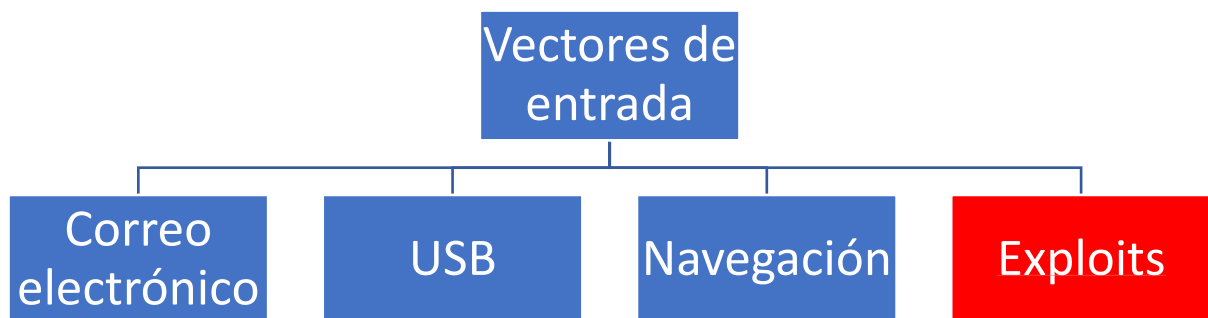 Vectores de
entrada
Correo
electrónico
USB
Navegación
Exploits